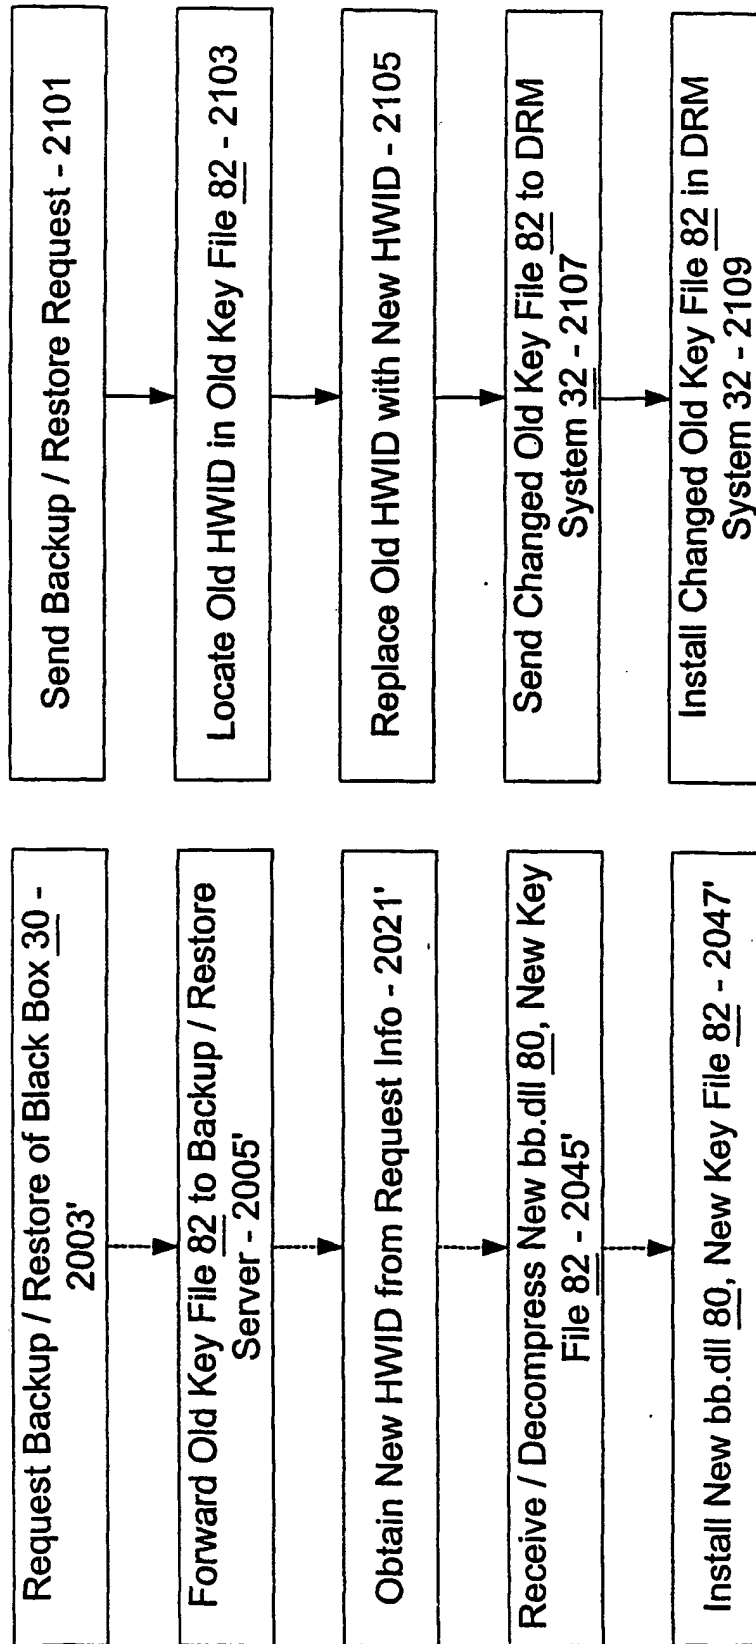 Request Backup / Restore of Black Box 30 -
2003'
Forward Old Key File 82 to Backup / Restore
Server - 2005'
Obtain New HWID from Request Info - 2021'
Receive / Decompress New bb.dll 80, New Key
File 82 - 2045'
Install New bb.dll 80, New Key File 82 - 2047'
Send Backup / Restore Request - 2101
Locate Old HWID in Old Key File 82 - 2103
Replace Old HWID with New HWID - 2105
Send Changed Old Key File 82 to DRM
System 32 - 2107
Install Changed Old Key File 82 in DRM
System 32 - 2109